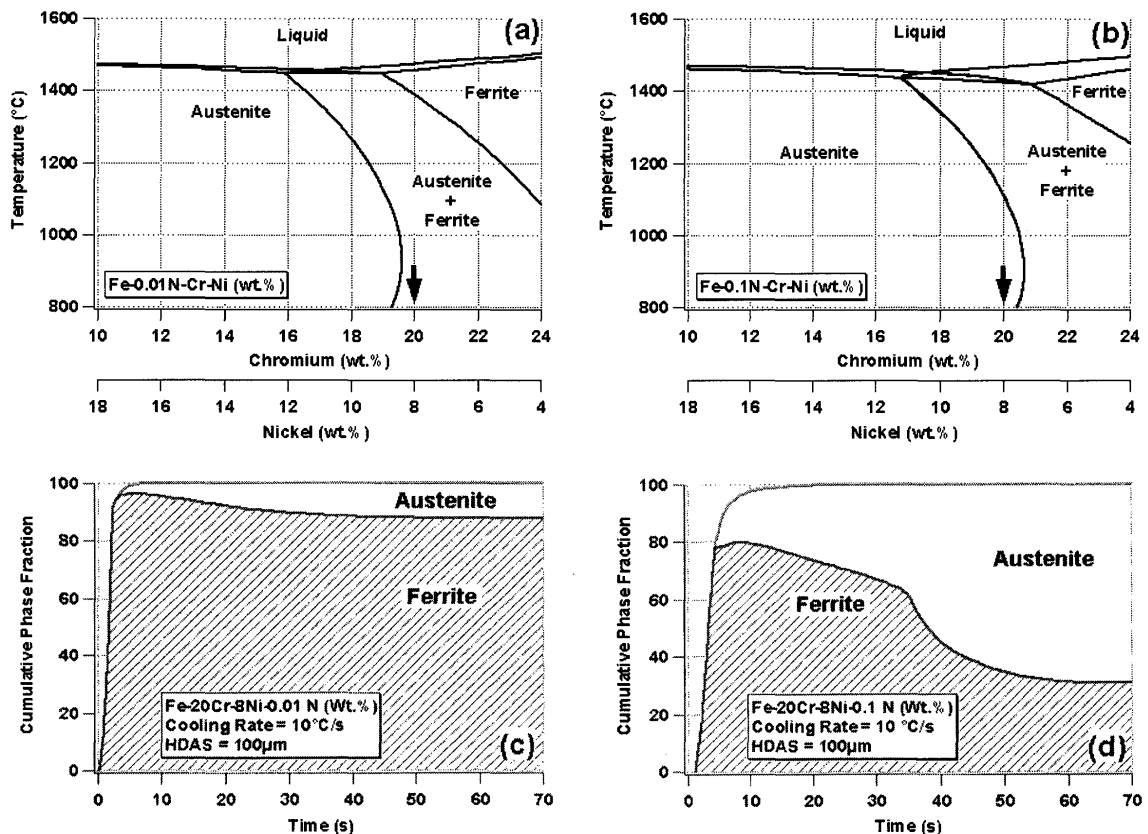 (a)
1600
1400
1200
1000
800
Temperature (°C)
Liquid
Austenite
Ferrite
Austenite
+
Ferrite
Fe-0.01N-Cr-Ni (wt.%)
10 12 14 16 18 20 22 24
Chromium (wt.%)
18 16 14 12 10 8 6 4
Nickel (wt.%)
(b)
1600
1400
1200
1000
800
Temperature (°C)
Liquid
Ferrite
Austenite
Austenite
+
Ferrite
Fe-0.1N-Cr-Ni (wt.%)
10 12 14 16 18 20 22 24
Chromium (wt.%)
18 16 14 12 10 8 6 4
Nickel (wt.%)
100
80
60
40
20
0
Cumulative Phase Fraction
Austenite
Ferrite
Fe-20Cr-8Ni-0.01 N (Wt.%)
Cooling Rate = 10°C/s
HDAS = 100µm
(c)
0 10 20 30 40 50 60 70
Time (s)
100
80
60
40
20
0
Cumulative Phase Fraction
Austenite
Ferrite
Fe-20Cr-8Ni-0.1 N (Wt.%)
Cooling Rate = 10 °C/s
HDAS = 100µm
(d)
0 10 20 30 40 50 60 70
Time (s)